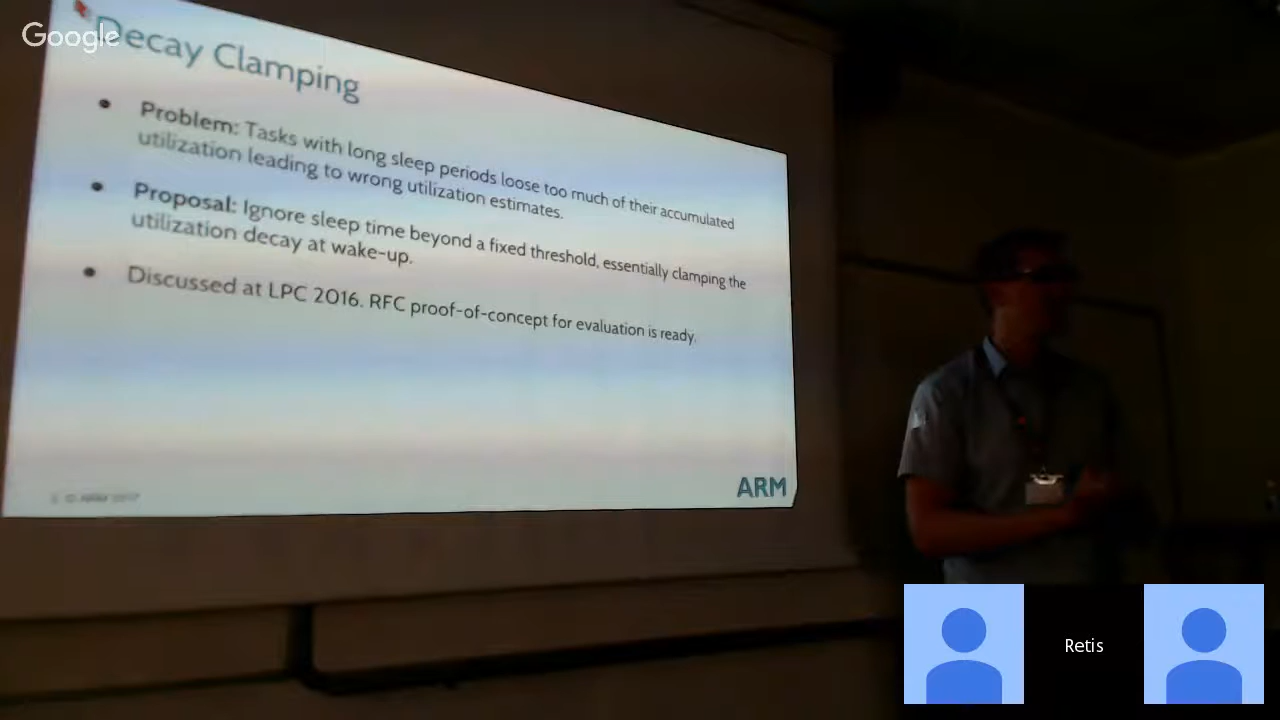 Google
Decay Clamping
• Problem: Tasks with long sleep periods loose too much of their accumulated
utilization leading to wrong utilization estimates.
• Proposal: Ignore sleep time beyond a fixed threshold, essentially clamping the
utilization decay at wake-up.
• Discussed at LPC 2016. RFC proof-of-concept for evaluation is ready.
© ARM 2017
ARM
Retis